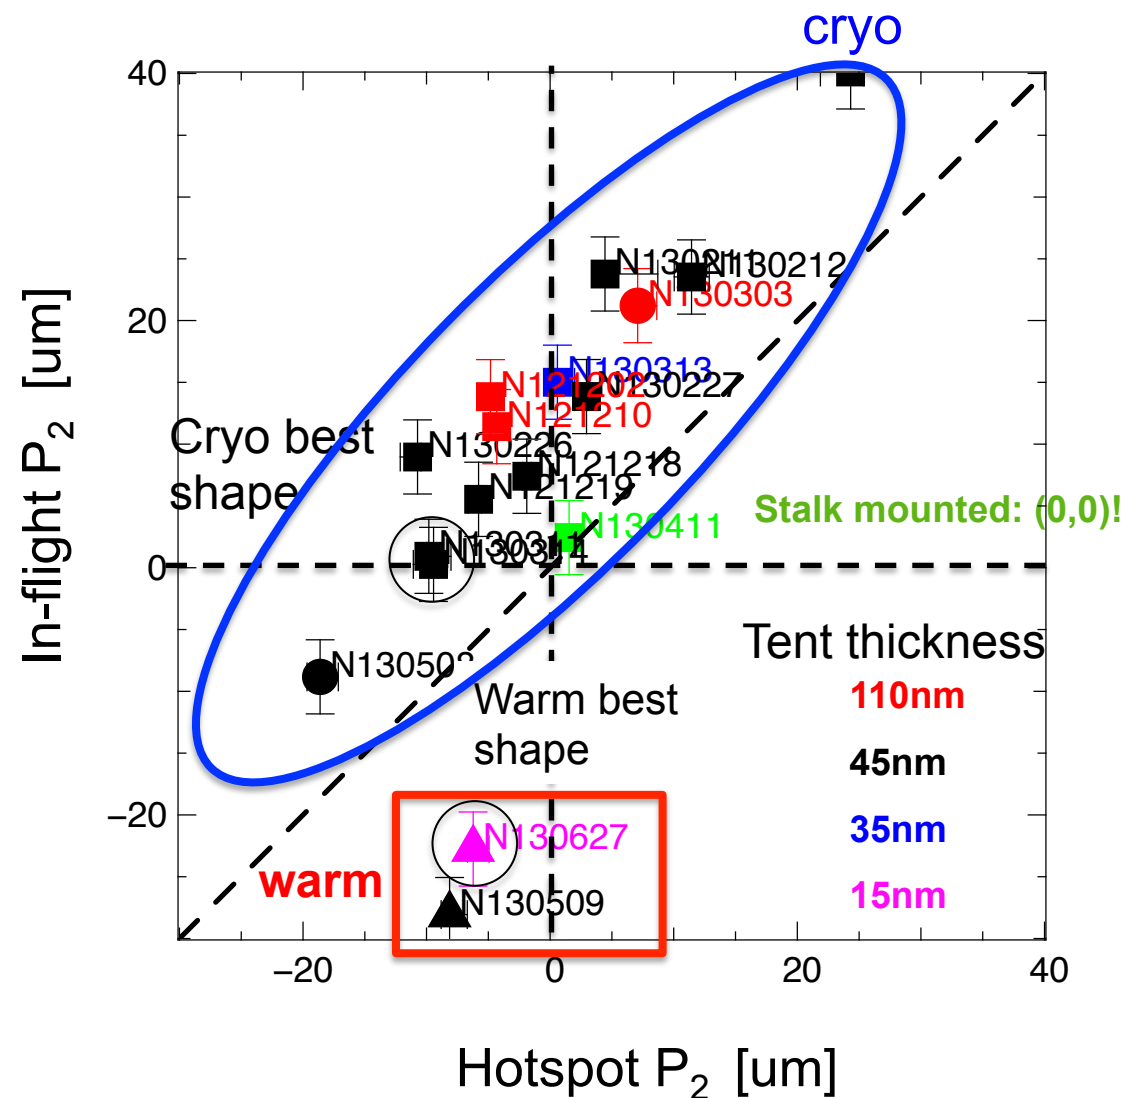 cryo
40
N130211
N130212
N130303
20
N130313
N130227
N121202
N121210
Cryo best
shape
N130226
N121218
N121219
Stalk mounted: (0,0)!
N130411
N130314
0
In-flight P2 [um]
Tent thickness
110nm
45nm
35nm
15nm
Warm best
shape
−20
N130627
warm
N130509
−20
0
20
40
Hotspot P2 [um]